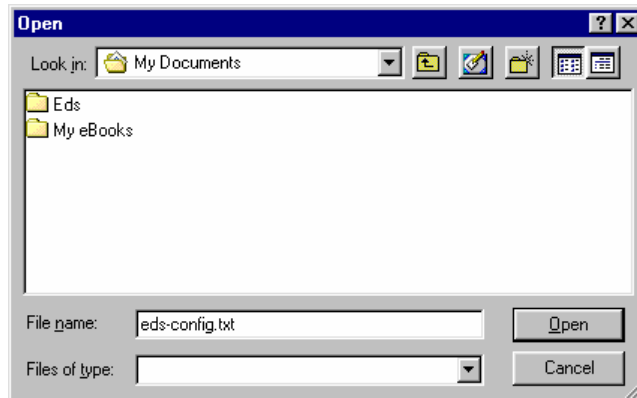 Open
Look in: My Documents
Eds
My eBooks
File name: eds-config.txt Open
Files of type: Cancel